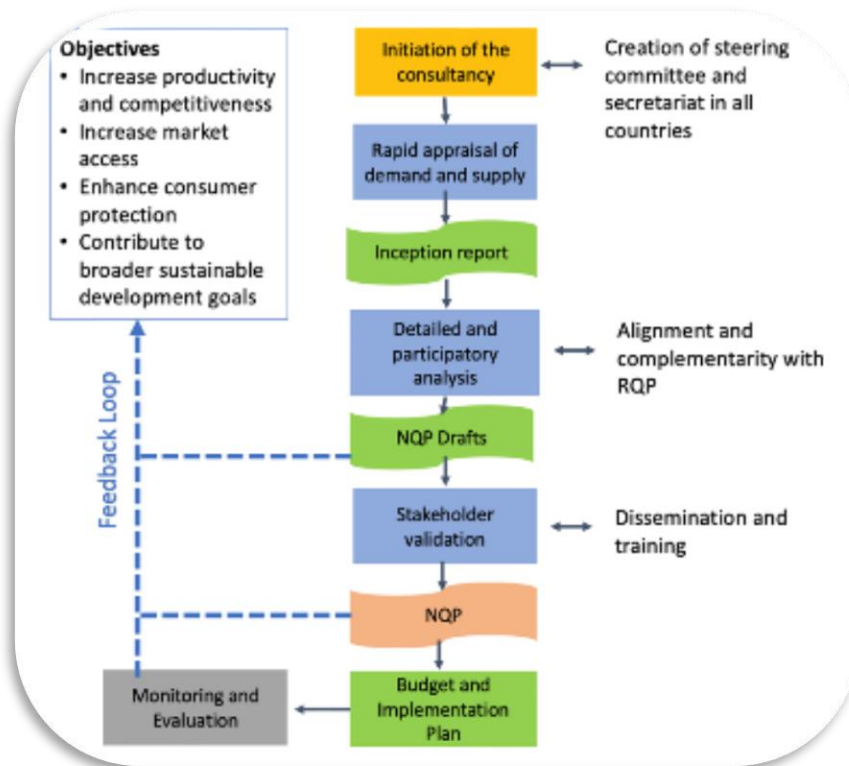 Objectives
• Increase productivity
and competitiveness
• Increase market
access
• Enhance consumer
protection
• Contribute to
broader sustainable
development goals
Initiation of the
consultancy
Creation of steering
committee and
secretariat in all
countries
Rapid appraisal of
demand and supply
Inception report
Detailed and
participatory
analysis
Alignment and
complementarity with
RQP
NQP Drafts
Feedback Loop
Stakeholder
validation
Dissemination and
training
NQP
Budget and
Implementation
Plan
Monitoring and
Evaluation